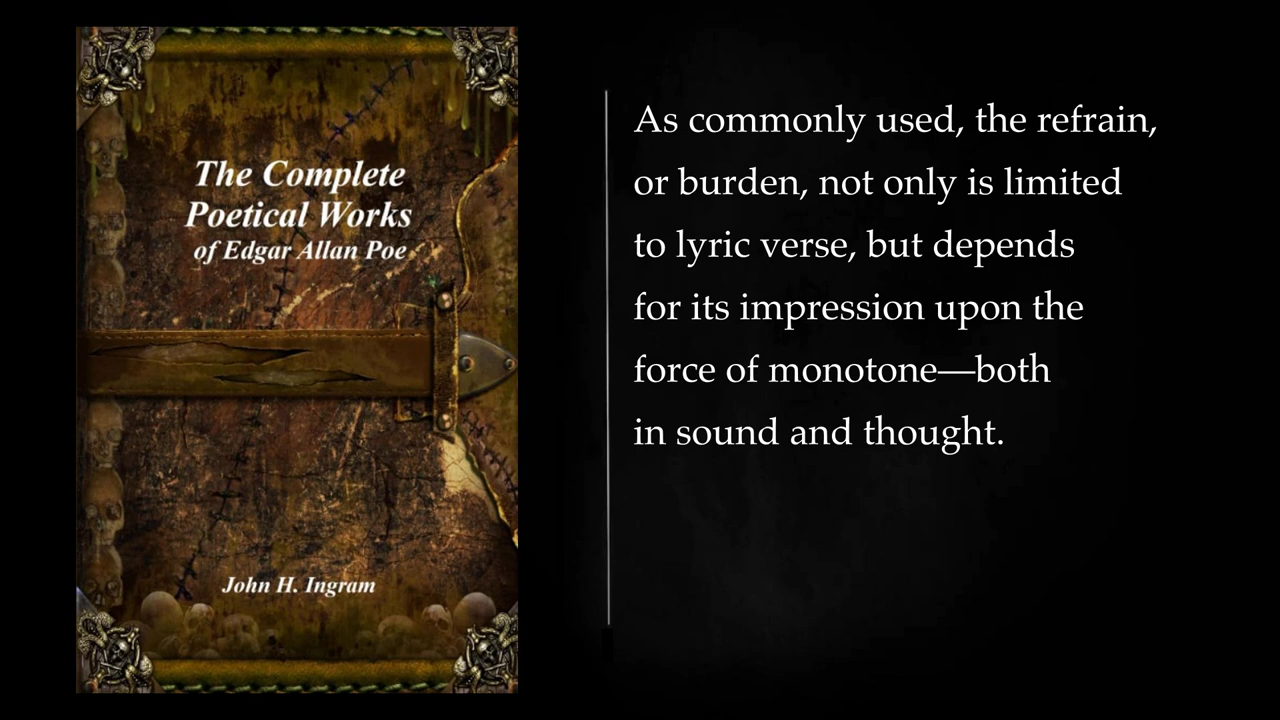 The Complete
Poetical Works
of Edgar Allan Poe
John H. Ingram
As commonly used, the refrain,
or burden, not only is limited
to lyric verse, but depends
for its impression upon the
force of monotone—both
in sound and thought.